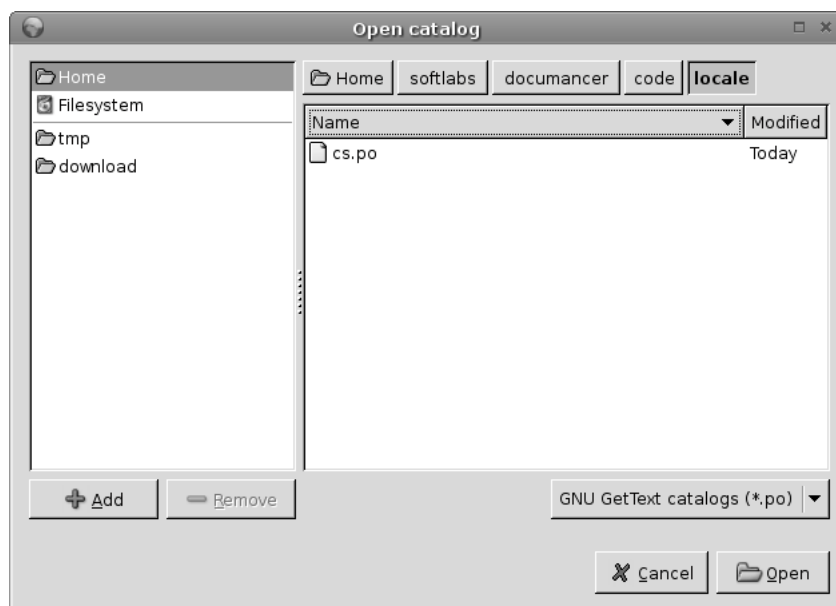 Open catalog
Home
Filesystem
tmp
download
Home softlabs documancer code locale
Name Modified
cs.po Today
Add Remove GNU GetText catalogs (*.po)
Cancel Open